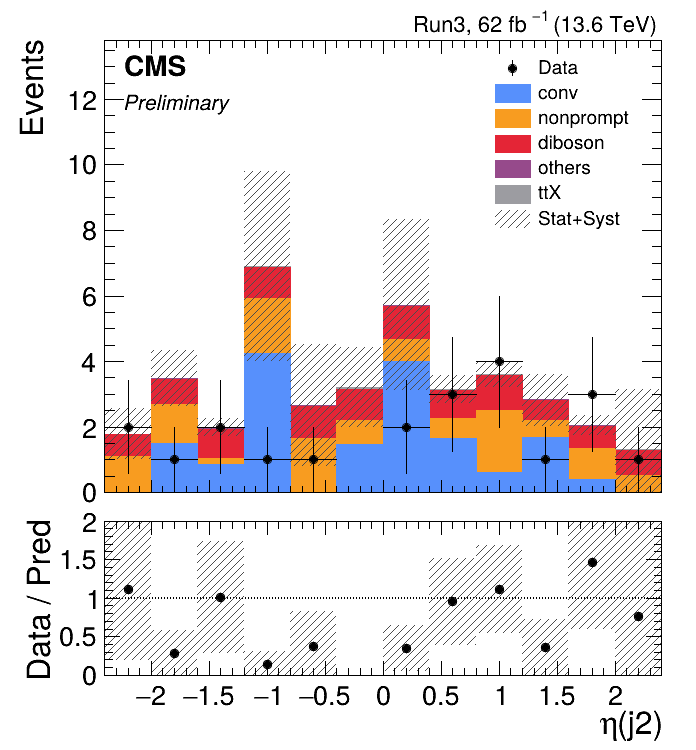 Run3, 62 fb⁻¹ (13.6 TeV)
CMS
Preliminary
Data
conv
nonprompt
diboson
others
ttX
Stat+Syst
Events
12
10
8
6
4
2
0
Data / Pred
2
1.5
1
0.5
0
−2 −1.5 −1 −0.5 0 0.5 1 1.5 2
η(j2)